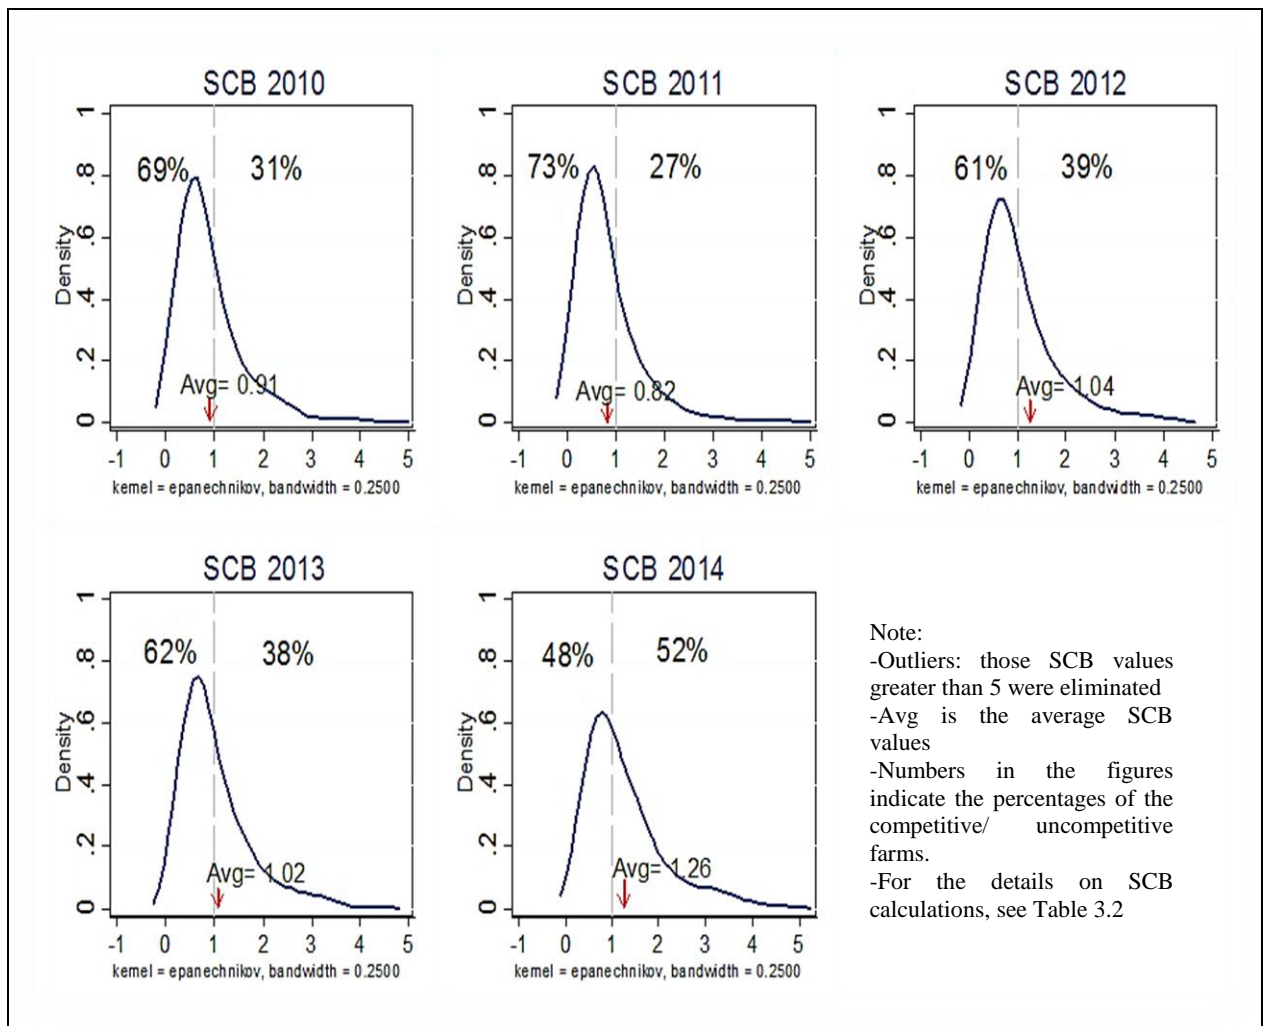 SCB 2010
SCB 2011
SCB 2012
1
.8
.6
.4
.2
0
Density
69%
31%
Avg= 0.91
-1 0 1 2 3 4 5
kernel = epanechnikov, bandwidth = 0.2500
1
.8
.6
.4
.2
0
Density
73%
27%
Avg= 0.82
-1 0 1 2 3 4 5
kernel = epanechnikov, bandwidth = 0.2500
1
.8
.6
.4
.2
0
Density
61%
39%
Avg= 1.04
-1 0 1 2 3 4 5
kernel = epanechnikov, bandwidth = 0.2500
SCB 2013
SCB 2014
1
.8
.6
.4
.2
0
Density
62%
38%
Avg= 1.02
-1 0 1 2 3 4 5
kernel = epanechnikov, bandwidth = 0.2500
1
.8
.6
.4
.2
0
Density
48%
52%
Avg= 1.26
-1 0 1 2 3 4 5
kernel = epanechnikov, bandwidth = 0.2500
Note:
-Outliers: those SCB values
greater than 5 were eliminated
-Avg is the average SCB
values
-Numbers in the figures
indicate the percentages of the
competitive/ uncompetitive
farms.
-For the details on SCB
calculations, see Table 3.2